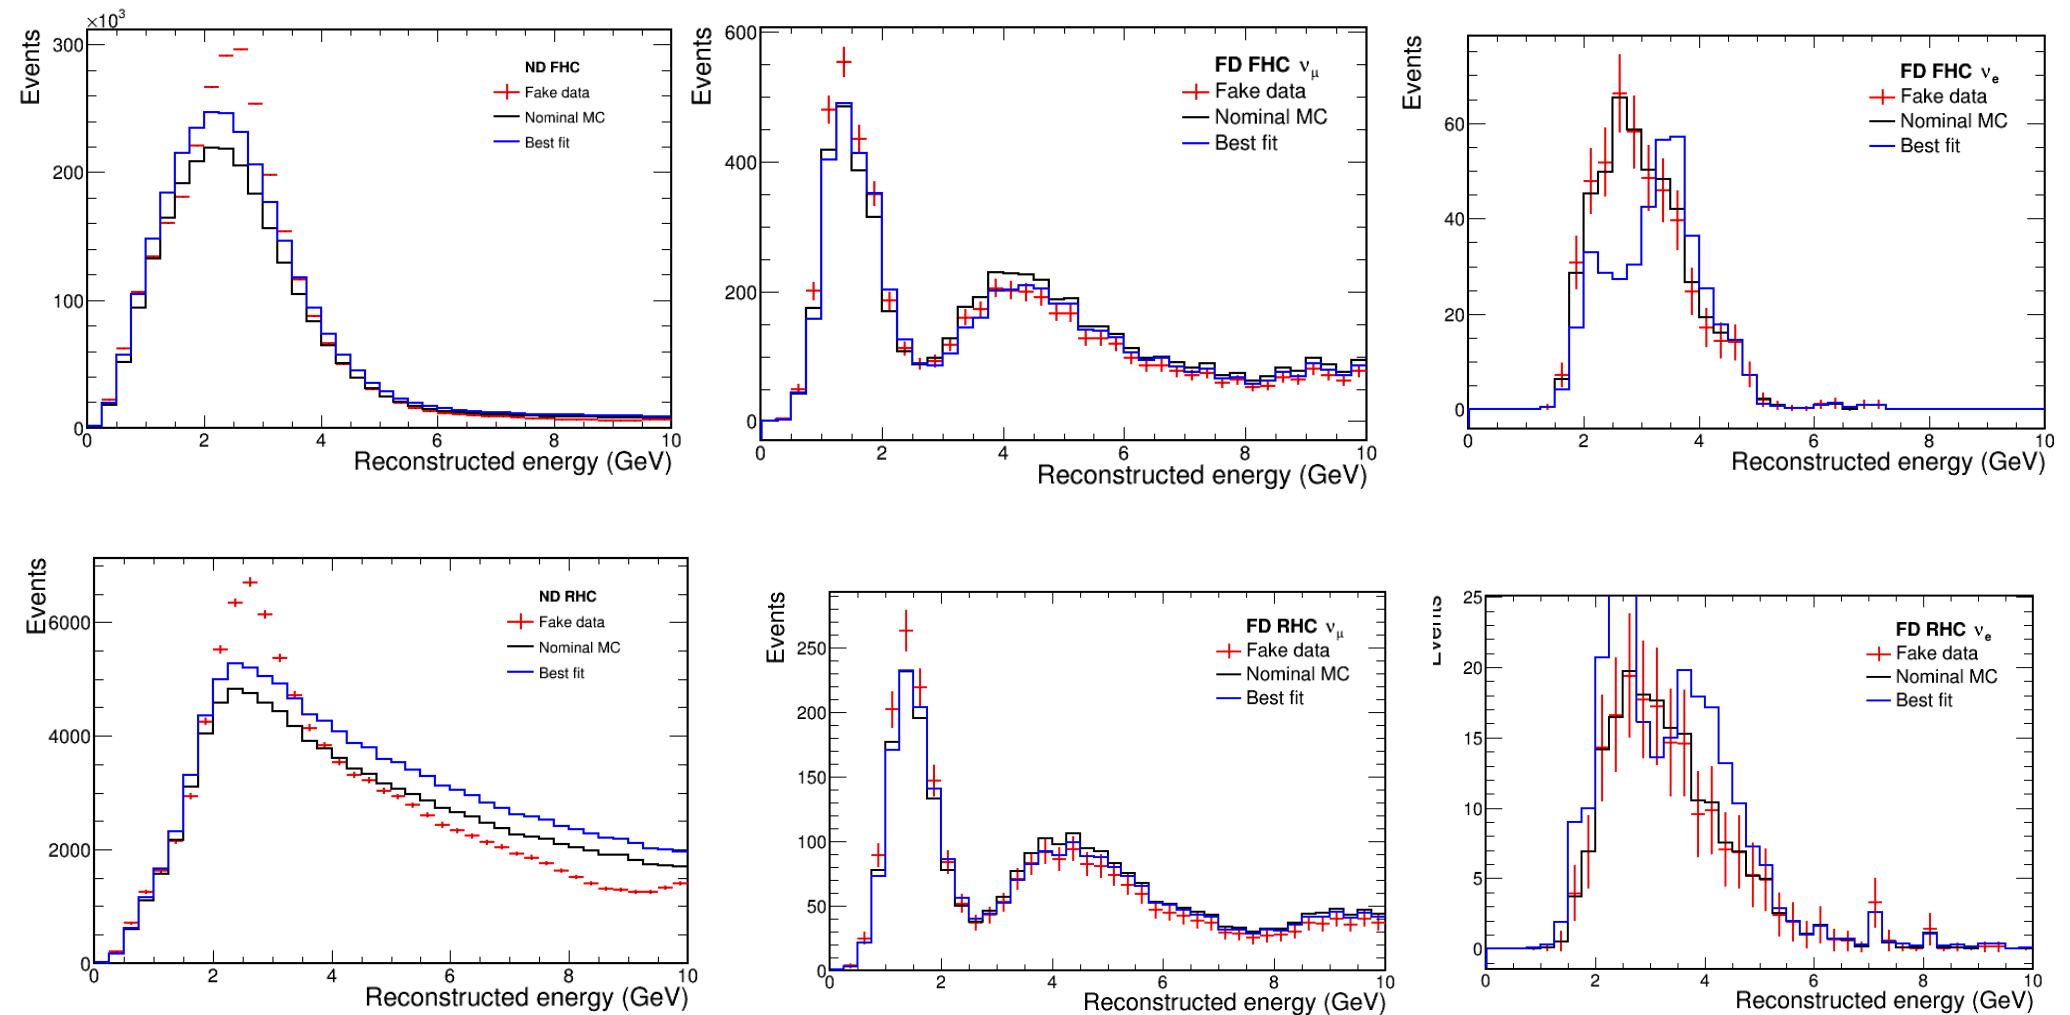 ×10³
Events
300
200
100
0
0 2 4 6 8 10
Reconstructed energy (GeV)
ND FHC
Fake data
Nominal MC
Best fit
Events
600
400
200
0
0 2 4 6 8 10
Reconstructed energy (GeV)
FD FHC νμ
Fake data
Nominal MC
Best fit
Events
60
40
20
0
0 2 4 6 8 10
Reconstructed energy (GeV)
FD FHC νe
Fake data
Nominal MC
Best fit
Events
6000
4000
2000
0
0 2 4 6 8 10
Reconstructed energy (GeV)
ND RHC
Fake data
Nominal MC
Best fit
Events
250
200
150
100
50
0
0 2 4 6 8 10
Reconstructed energy (GeV)
FD RHC νμ
Fake data
Nominal MC
Best fit
Events
25
20
15
10
5
0
0 2 4 6 8 10
Reconstructed energy (GeV)
FD RHC νe
Fake data
Nominal MC
Best fit